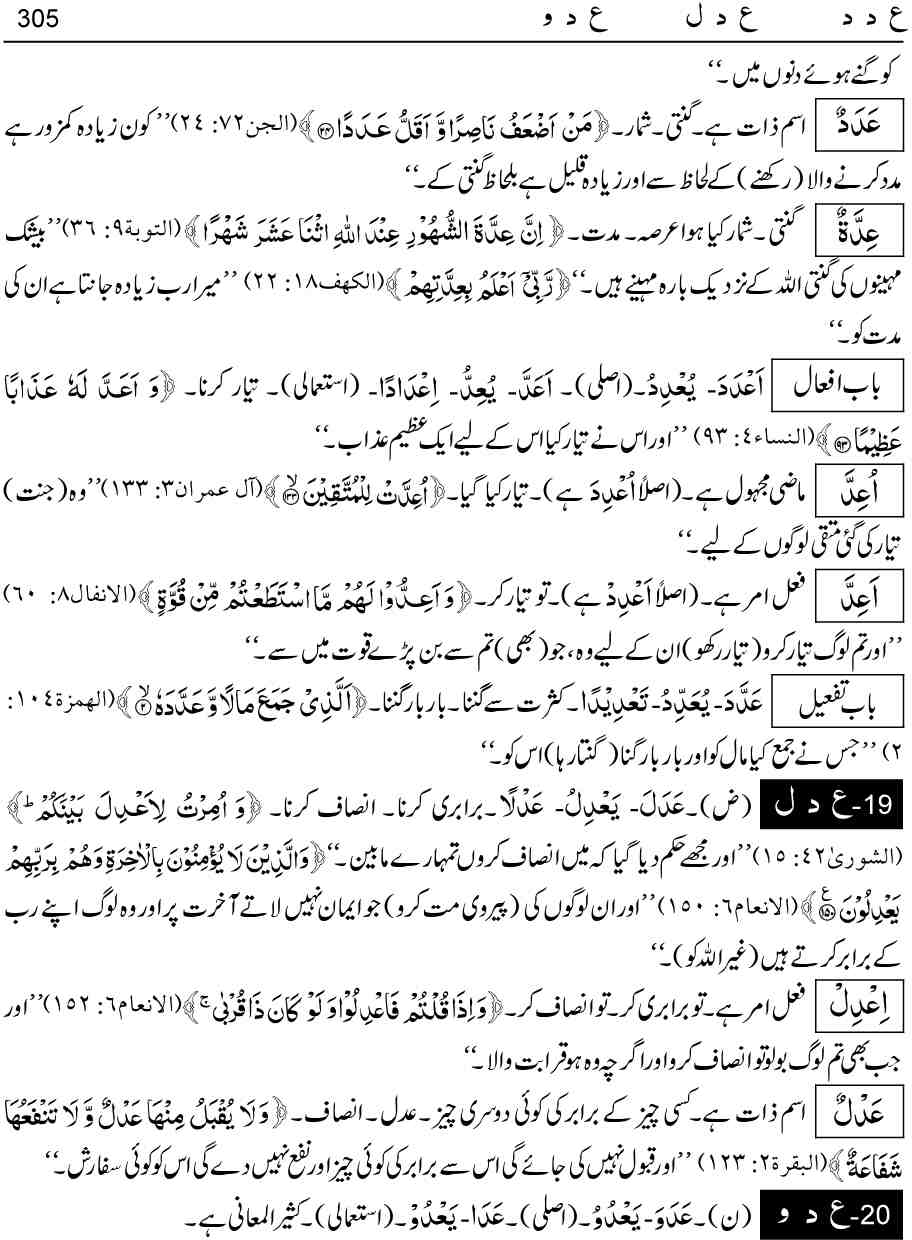 ع د د ع د ل ع د و 305
کو گنے ہوئے دنوں میں۔‘‘
عَدَدٌ اسم ذات ہے۔ گنتی۔ شمار۔ ﴿مَنْ اَضْعَفُ نَاصِرًا وَّ اَقَلُّ عَدَدًا ۝۲۴﴾ (الجن۷۲: ۲۴) ’’کون زیادہ کمزور ہے
مدد کرنے والا (رکھنے) کے لحاظ سے اور زیادہ قلیل ہے بلحاظ گنتی کے۔‘‘
عِدَّةٌ گنتی۔ شمار کیا ہوا عرصہ۔ مدت۔ ﴿اِنَّ عِدَّةَ الشُّهُوْرِ عِنْدَ اللهِ اثْنَا عَشَرَ شَهْرًا﴾ (التوبة۹: ۳۶) ’’بیشک
مہینوں کی گنتی اللہ کے نزدیک بارہ مہینے ہیں۔‘‘ ﴿رَّبِّیْۤ اَعْلَمُ بِعِدَّتِهِمْ﴾ (الکهف۱۸: ۲۲) ’’میرا رب زیادہ جانتا ہے ان کی
مدت کو۔‘‘
باب افعال اَعْدَدَ۔ یُعْدِدُ۔ (اصلی)۔ اَعَدَّ۔ یُعِدُّ۔ اِعْدَادًا۔ (استعمالی)۔ تیار کرنا۔ ﴿وَ اَعَدَّ لَهٗ عَذَابًا
عَظِیْمًا ۝۹۳﴾ (النساء۴: ۹۳) ’’اور اس نے تیار کیا اس کے لیے ایک عظیم عذاب۔‘‘
اُعِدَّ ماضی مجہول ہے۔ (اصلاً اُعْدِدَ ہے)۔ تیار کیا گیا۔ ﴿اُعِدَّتْ لِلْمُتَّقِیْنَ ۝ۙ﴾ (آل عمران۳: ۱۳۳) ’’وہ (جنت)
تیار کی گئی متقی لوگوں کے لیے۔‘‘
اَعِدَّ فعل امر ہے۔ (اصلاً اَعْدِدْ ہے)۔ تو تیار کر۔ ﴿وَ اَعِدُّوْا لَهُمْ مَّا اسْتَطَعْتُمْ مِّنْ قُوَّةٍ﴾ (الانفال۸: ۶۰)
’’اور تم لوگ تیار کرو (تیار رکھو) ان کے لیے وہ، جو (بھی) تم سے بن پڑے قوت میں سے۔‘‘
باب تفعیل عَدَّدَ۔ یُعَدِّدُ۔ تَعْدِیْدًا۔ کثرت سے گننا۔ بار بار گننا۔ ﴿اَلَّذِیْ جَمَعَ مَالًا وَّ عَدَّدَهٗ ۝۲ۙ﴾ (الهمزة۱۰۴:
۲) ’’جس نے جمع کیا مال کو اور بار بار گنا (گنتا رہا) اس کو۔‘‘
19- ع د ل (ض)۔ عَدَلَ۔ یَعْدِلُ۔ عَدْلًا۔ برابری کرنا۔ انصاف کرنا۔ ﴿وَ اُمِرْتُ لِاَعْدِلَ بَیْنَكُمْ ؕ﴾
(الشوریٰ۴۲: ۱۵) ’’اور مجھے حکم دیا گیا کہ میں انصاف کروں تمہارے مابین۔‘‘ ﴿وَالَّذِیْنَ لَا یُؤْمِنُوْنَ بِالْاٰخِرَةِ وَهُمْ بِرَبِّهِمْ
یَعْدِلُوْنَ ۝۱۵۰ۧ﴾ (الانعام۶: ۱۵۰) ’’اور ان لوگوں کی (پیروی مت کرو) جو ایمان نہیں لاتے آخرت پر اور وہ لوگ اپنے رب
کے برابر کرتے ہیں (غیر اللہ کو)۔‘‘
اِعْدِلْ فعل امر ہے۔ تو برابری کر۔ تو انصاف کر۔ ﴿وَ اِذَا قُلْتُمْ فَاعْدِلُوْا وَ لَوْ كَانَ ذَا قُرْبٰی ۚ﴾ (الانعام۶: ۱۵۲) ’’اور
جب بھی تم لوگ بولو تو انصاف کرو اور اگرچہ وہ ہو قرابت والا۔‘‘
عَدْلٌ اسم ذات ہے۔ کسی چیز کے برابر کی کوئی دوسری چیز۔ عدل۔ انصاف۔ ﴿وَ لَا یُقْبَلُ مِنْهَا عَدْلٌ وَّ لَا تَنْفَعُهَا
شَفَاعَةٌ﴾ (البقرة۲: ۱۲۳) ’’اور قبول نہیں کی جائے گی اس سے برابر کی کوئی چیز اور نفع نہیں دے گی اس کو کوئی سفارش۔‘‘
20- ع د و (ن)۔ عَدَوَ۔ یَعْدُوُ۔ (اصلی)۔ عَدَا۔ یَعْدُوْ۔ (استعمالی)۔ کثیر المعانی ہے۔